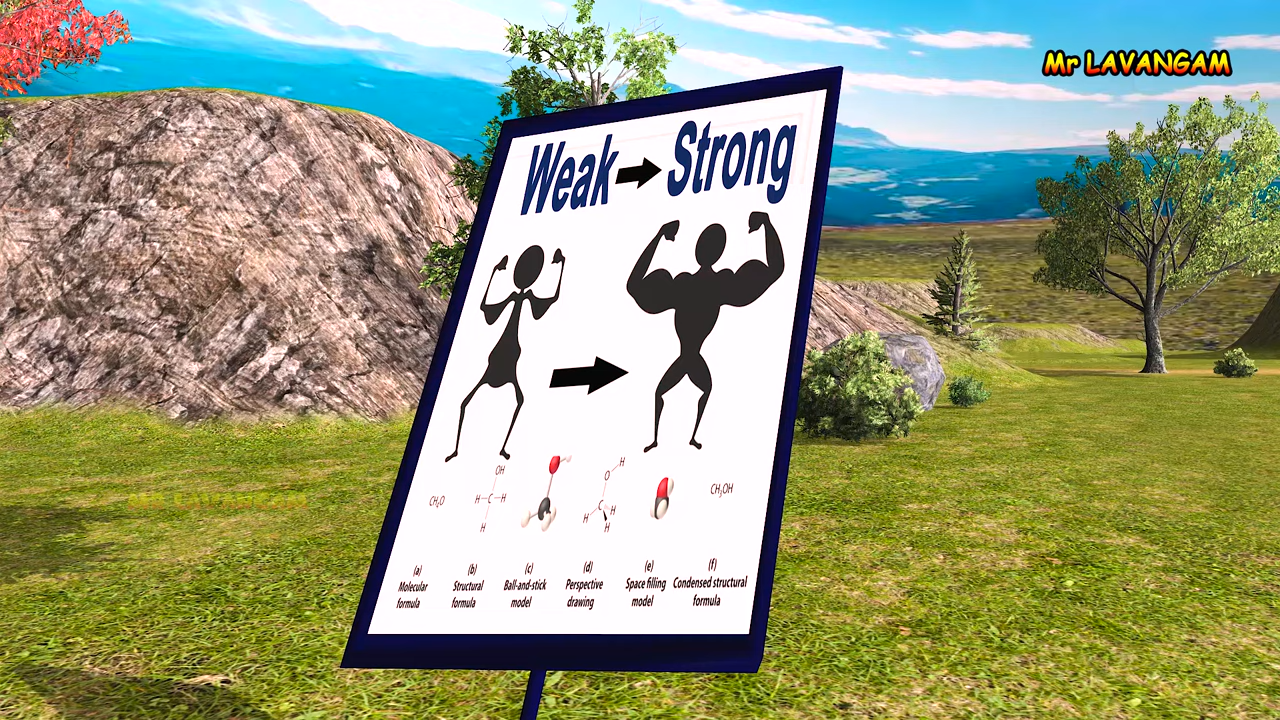 Mr LAVANGAM
Weak → Strong
CH₄O
OH
H-C-H
H
H
O
C
H
H
H
CH₃OH
(a) (b) (c) (d) (e) (f)
Molecular Structural Ball-and-stick Perspective Space filling Condensed structural
formula formula model drawing model formula